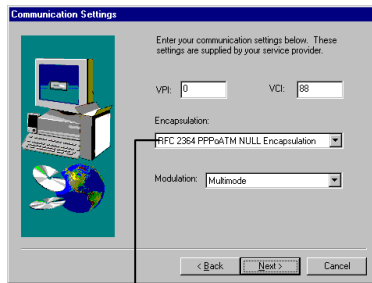 Communication Settings
Enter your communication settings below. These
settings are supplied by your service provider.
VPI: 0 VCI: 88
Encapsulation:
RFC 2364 PPPoATM NULL Encapsulation
Modulation: Multimode
< Back Next > Cancel